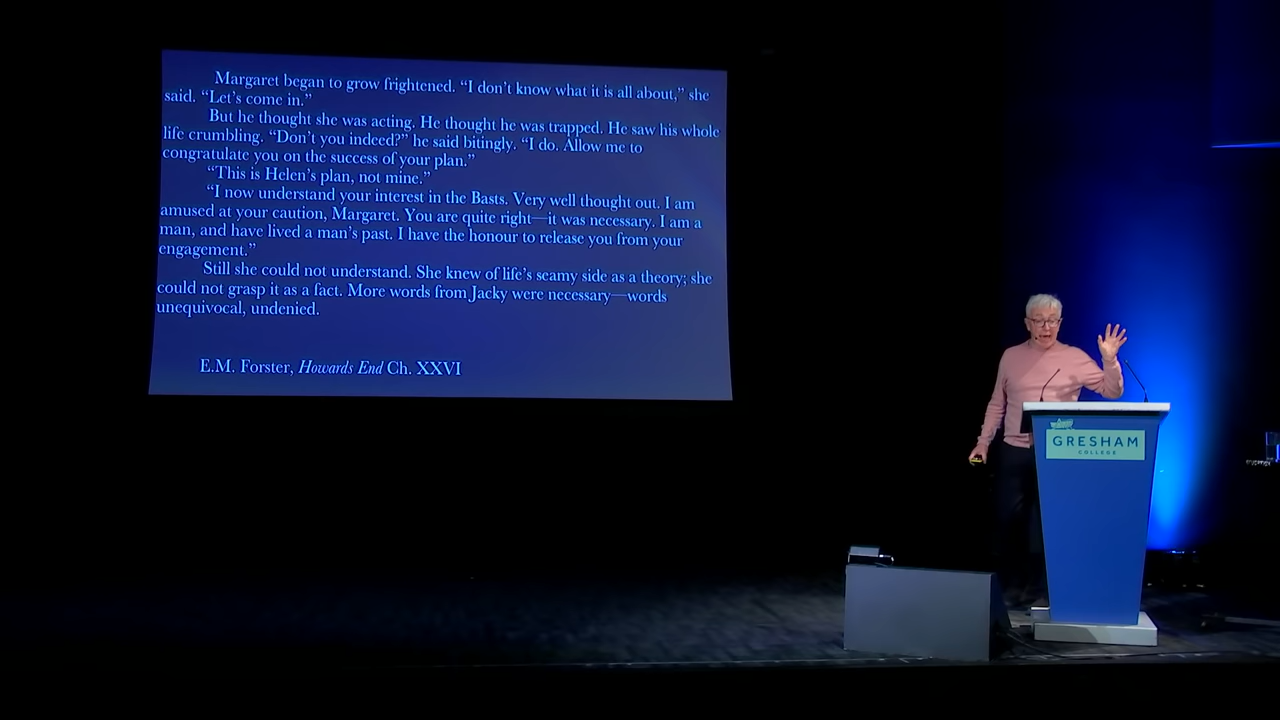 Margaret began to grow frightened. “I don’t know what it is all about,” she
said. “Let’s come in.”
But he thought she was acting. He thought he was trapped. He saw his whole
life crumbling. “Don’t you indeed?” he said bitingly. “I do. Allow me to
congratulate you on the success of your plan.”
“This is Helen’s plan, not mine.”
“I now understand your interest in the Basts. Very well thought out. I am
amused at your caution, Margaret. You are quite right—it was necessary. I am a
man, and have lived a man’s past. I have the honour to release you from your
engagement.”
Still she could not understand. She knew of life’s seamy side as a theory; she
could not grasp it as a fact. More words from Jacky were necessary—words
unequivocal, undenied.
E.M. Forster, Howards End Ch. XXVI
GRESHAM
COLLEGE